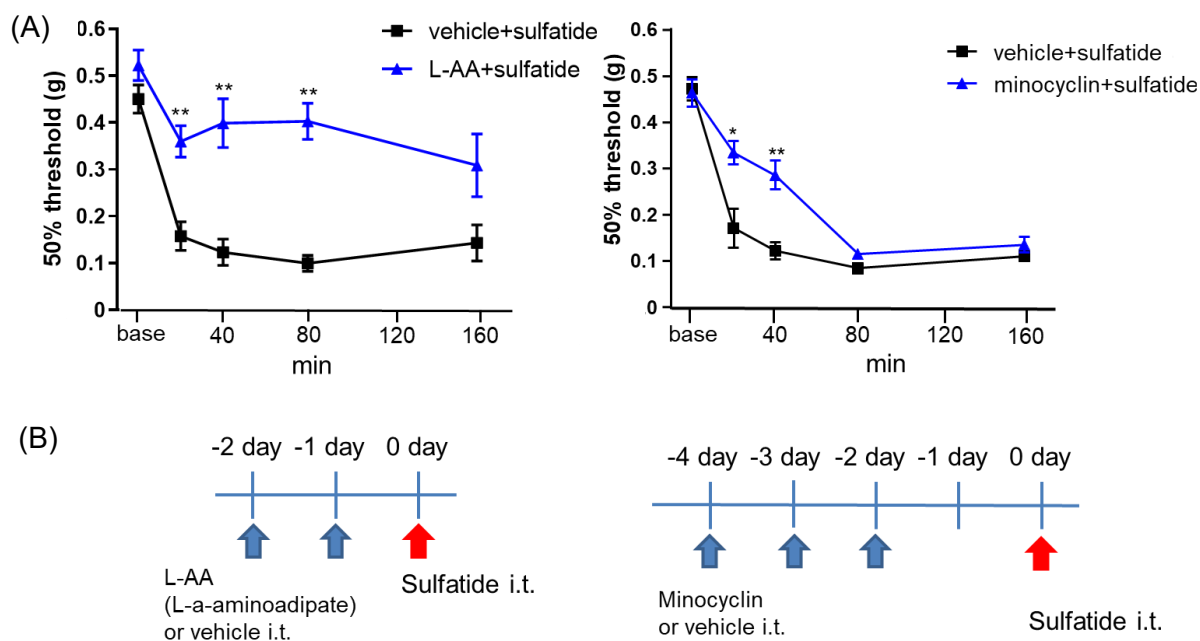 (A)
vehicle+sulfatide
L-AA+sulfatide
50% threshold (g)
0.6
0.5
0.4
0.3
0.2
0.1
0
**
**
**
base
40
80
120
160
min
vehicle+sulfatide
minocyclin+sulfatide
50% threshold (g)
0.6
0.5
0.4
0.3
0.2
0.1
0
*
**
base
40
80
120
160
min
(B)
-2 day
-1 day
0 day
L-AA
(L-a-aminoadipate)
or vehicle i.t.
Sulfatide i.t.
-4 day
-3 day
-2 day
-1 day
0 day
Minocyclin
or vehicle i.t.
Sulfatide i.t.